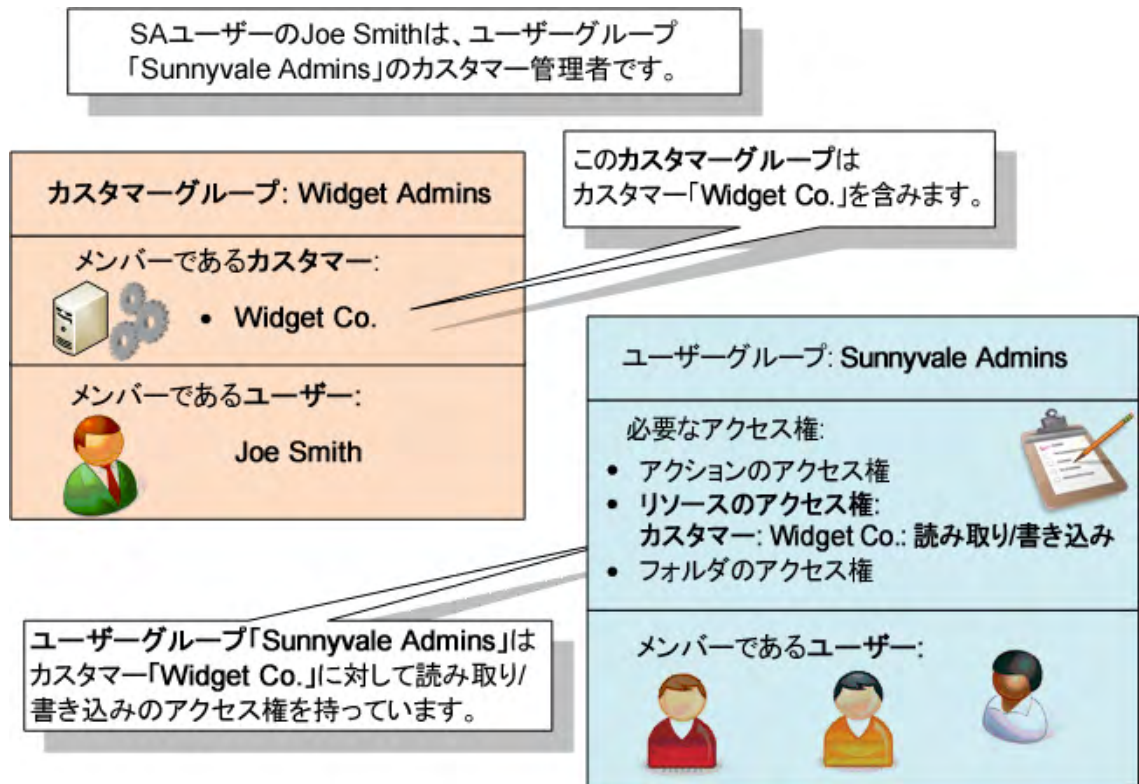 SAユーザーのJoe Smithは、ユーザーグループ
「Sunnyvale Admins」のカスタマー管理者です。
このカスタマーグループは
カスタマー「Widget Co.」を含みます。
カスタマーグループ: Widget Admins
メンバーであるカスタマー:
• Widget Co.
メンバーであるユーザー:
Joe Smith
ユーザーグループ: Sunnyvale Admins
必要なアクセス権:
• アクションのアクセス権
• リソースのアクセス権:
カスタマー: Widget Co.: 読み取り/書き込み
• フォルダのアクセス権
メンバーであるユーザー:
ユーザーグループ「Sunnyvale Admins」は
カスタマー「Widget Co.」に対して読み取り/
書き込みのアクセス権を持っています。